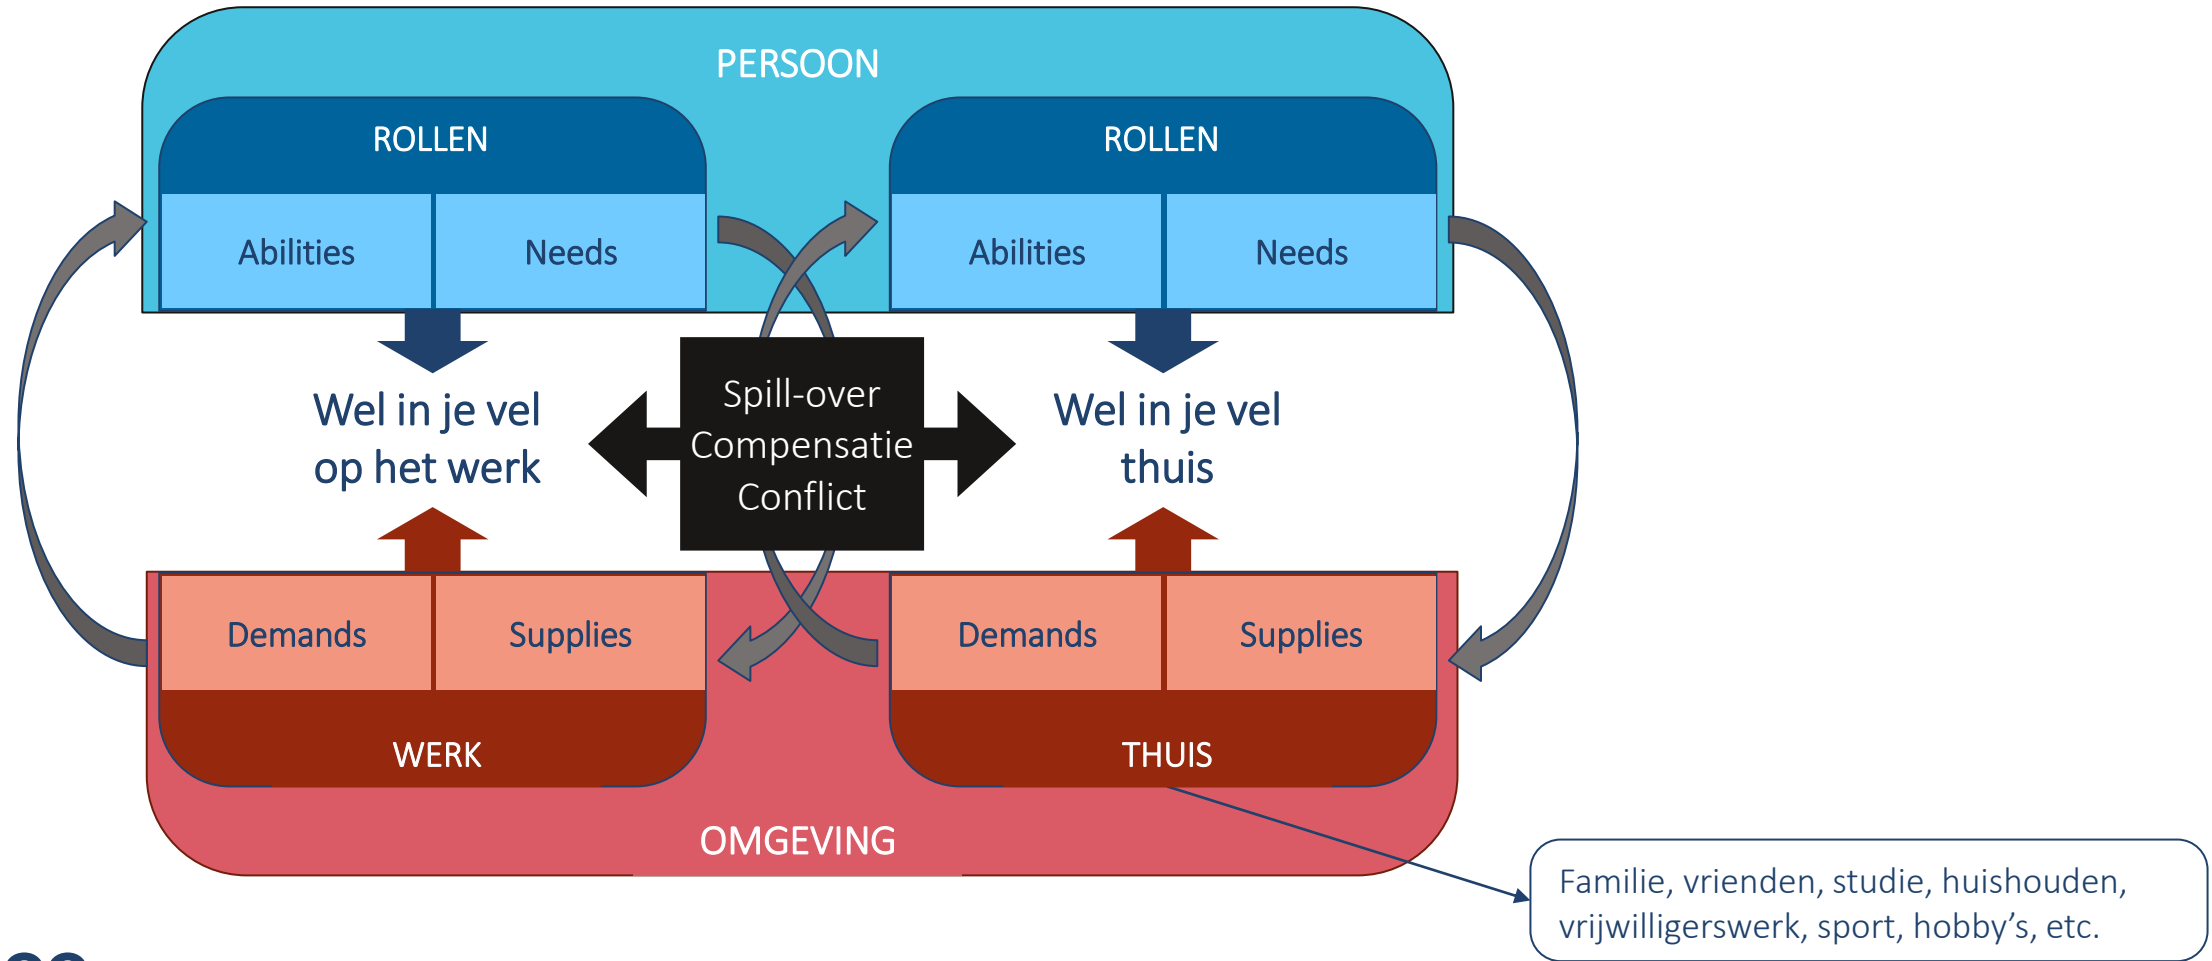 PERSOON
ROLLEN
ROLLEN
Abilities
Needs
Abilities
Needs
Wel in je vel
op het werk
Spill-over
Compensatie
Conflict
Wel in je vel
thuis
Demands
Supplies
Demands
Supplies
WERK
THUIS
OMGEVING
Familie, vrienden, studie, huishouden,
vrijwilligerswerk, sport, hobby’s, etc.